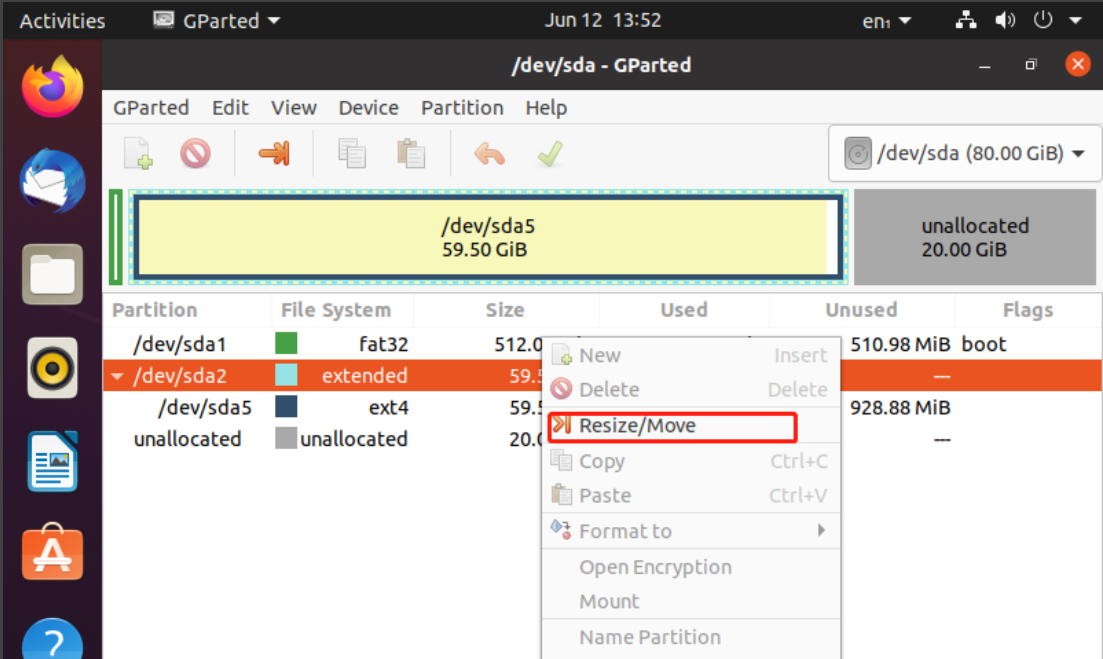 Activities GParted Jun 12 13:52 en₁
/dev/sda - GParted
GParted Edit View Device Partition Help
/dev/sda (80.00 GiB)
/dev/sda5
59.50 GiB
unallocated
20.00 GiB
Partition File System Size Used Unused Flags
/dev/sda1 fat32 512.0 510.98 MiB boot
/dev/sda2 extended 59.5 ---
/dev/sda5 ext4 59.5 928.88 MiB
unallocated unallocated 20.0 ---
New Insert
Delete Delete
Resize/Move
Copy Ctrl+C
Paste Ctrl+V
Format to
Open Encryption
Mount
Name Partition